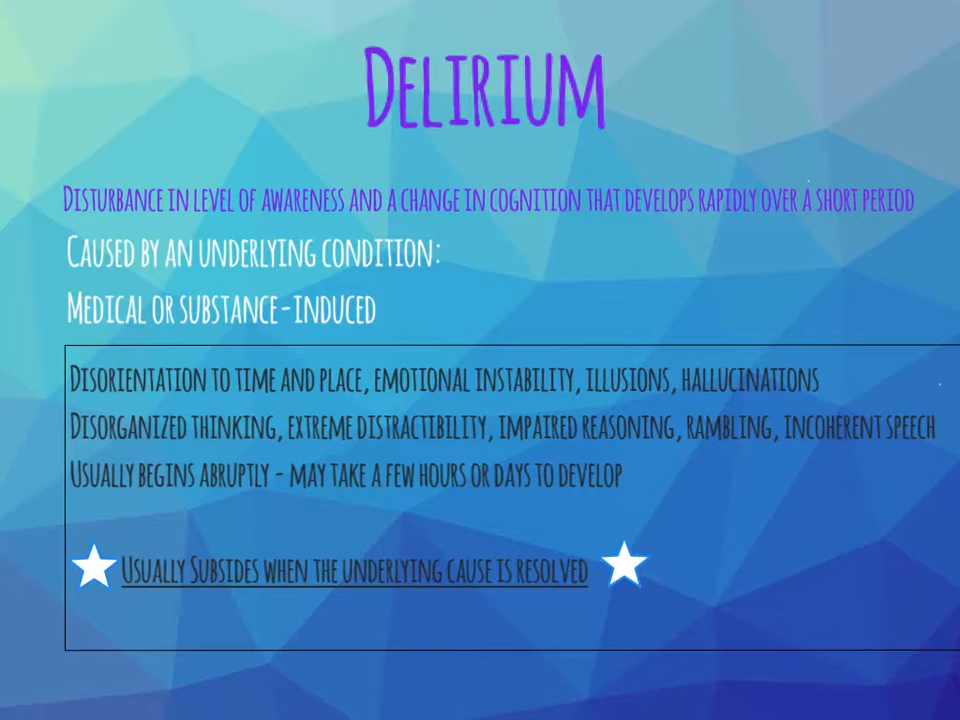 Delirium
Disturbance in level of awareness and a change in cognition that develops rapidly over a short period
Caused by an underlying condition:
Medical or substance-induced
Disorientation to time and place, emotional instability, illusions, hallucinations
Disorganized thinking, extreme distractibility, impaired reasoning, rambling, incoherent speech
Usually begins abruptly - may take a few hours or days to develop
Usually Subsides when the underlying cause is resolved